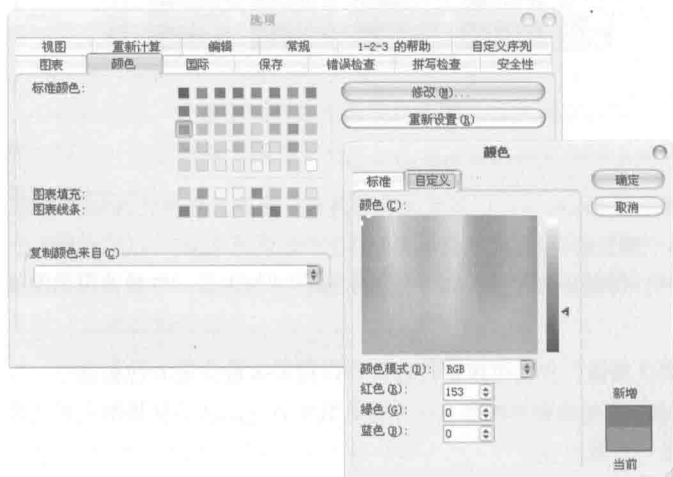 选项
视图 重新计算 编辑 常规 1-2-3 的帮助 自定义序列
图表 颜色 国际 保存 错误检查 拼写检查 安全性
标准颜色:
修改(M)...
重新设置(R)
图表填充:
图表线条:
复制颜色来自(C)
颜色
标准 自定义
确定
取消
颜色(C):
颜色模式(D): RGB
红色(R): 153
绿色(G): 0
蓝色(B): 0
新增
当前